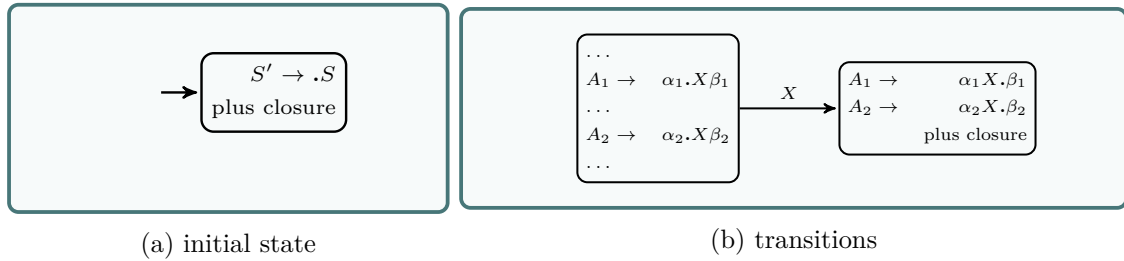 S′ → .S
plus closure
(a) initial state
...
A₁ → α₁.Xβ₁
...
A₂ → α₂.Xβ₂
...
X
A₁ → α₁X.β₁
A₂ → α₂X.β₂
plus closure
(b) transitions